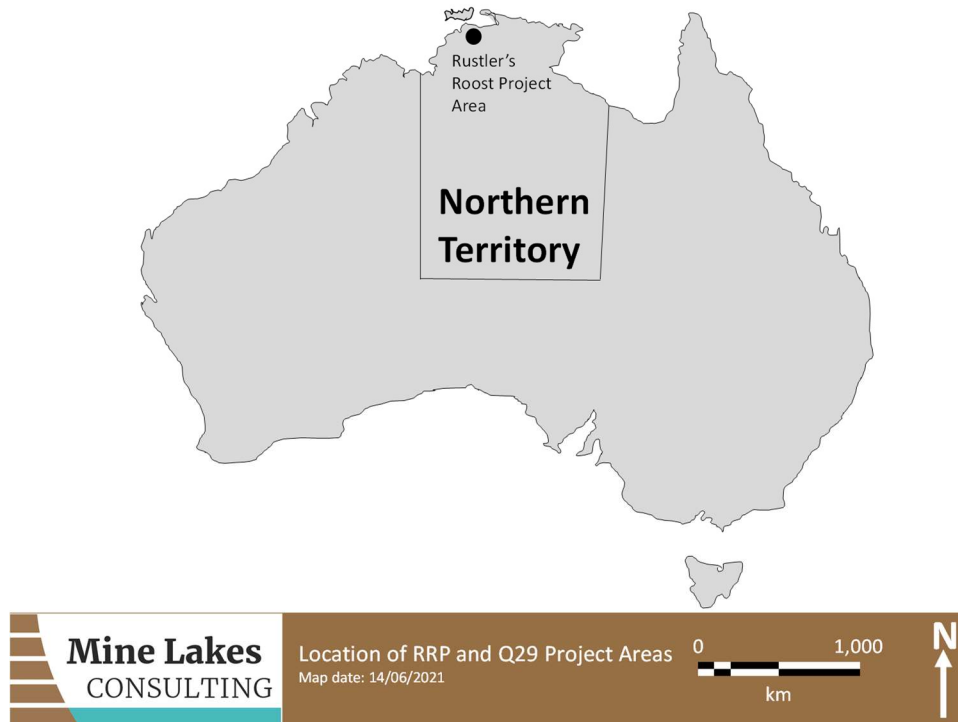 Rustler’s
Roost Project
Area
Northern
Territory
Mine Lakes
CONSULTING
Location of RRP and Q29 Project Areas
Map date: 14/06/2021
0 1,000
km
N